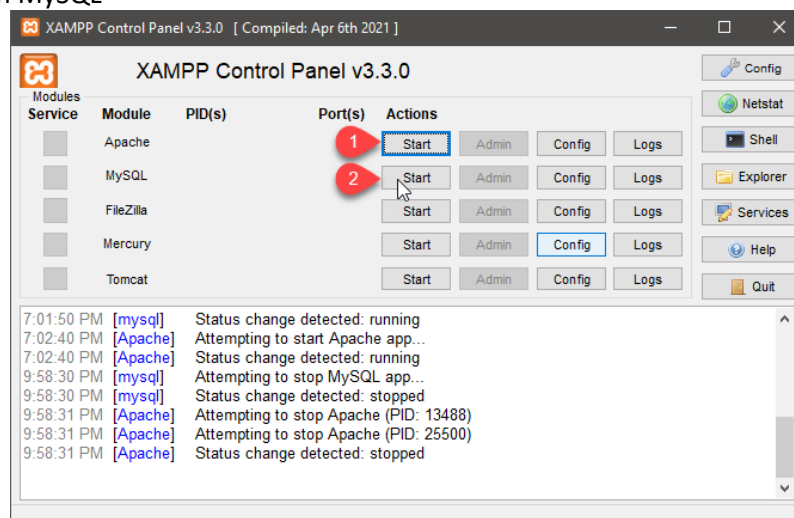 MySQL
XAMPP Control Panel v3.3.0 [ Compiled: Apr 6th 2021 ]
XAMPP Control Panel v3.3.0
Config
Modules
Service Module PID(s) Port(s) Actions
Netstat
Apache 1 Start Admin Config Logs
Shell
MySQL 2 Start Admin Config Logs
Explorer
FileZilla Start Admin Config Logs
Services
Mercury Start Admin Config Logs
Help
Tomcat Start Admin Config Logs
Quit
7:01:50 PM [mysql] Status change detected: running
7:02:40 PM [Apache] Attempting to start Apache app...
7:02:40 PM [Apache] Status change detected: running
9:58:30 PM [mysql] Attempting to stop MySQL app...
9:58:30 PM [mysql] Status change detected: stopped
9:58:31 PM [Apache] Attempting to stop Apache (PID: 13488)
9:58:31 PM [Apache] Attempting to stop Apache (PID: 25500)
9:58:31 PM [Apache] Status change detected: stopped